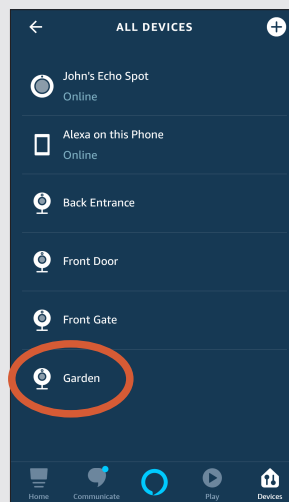 ALL DEVICES
John's Echo Spot
Online
Alexa on this Phone
Online
Back Entrance
Front Door
Front Gate
Garden
Home Communicate Play Devices